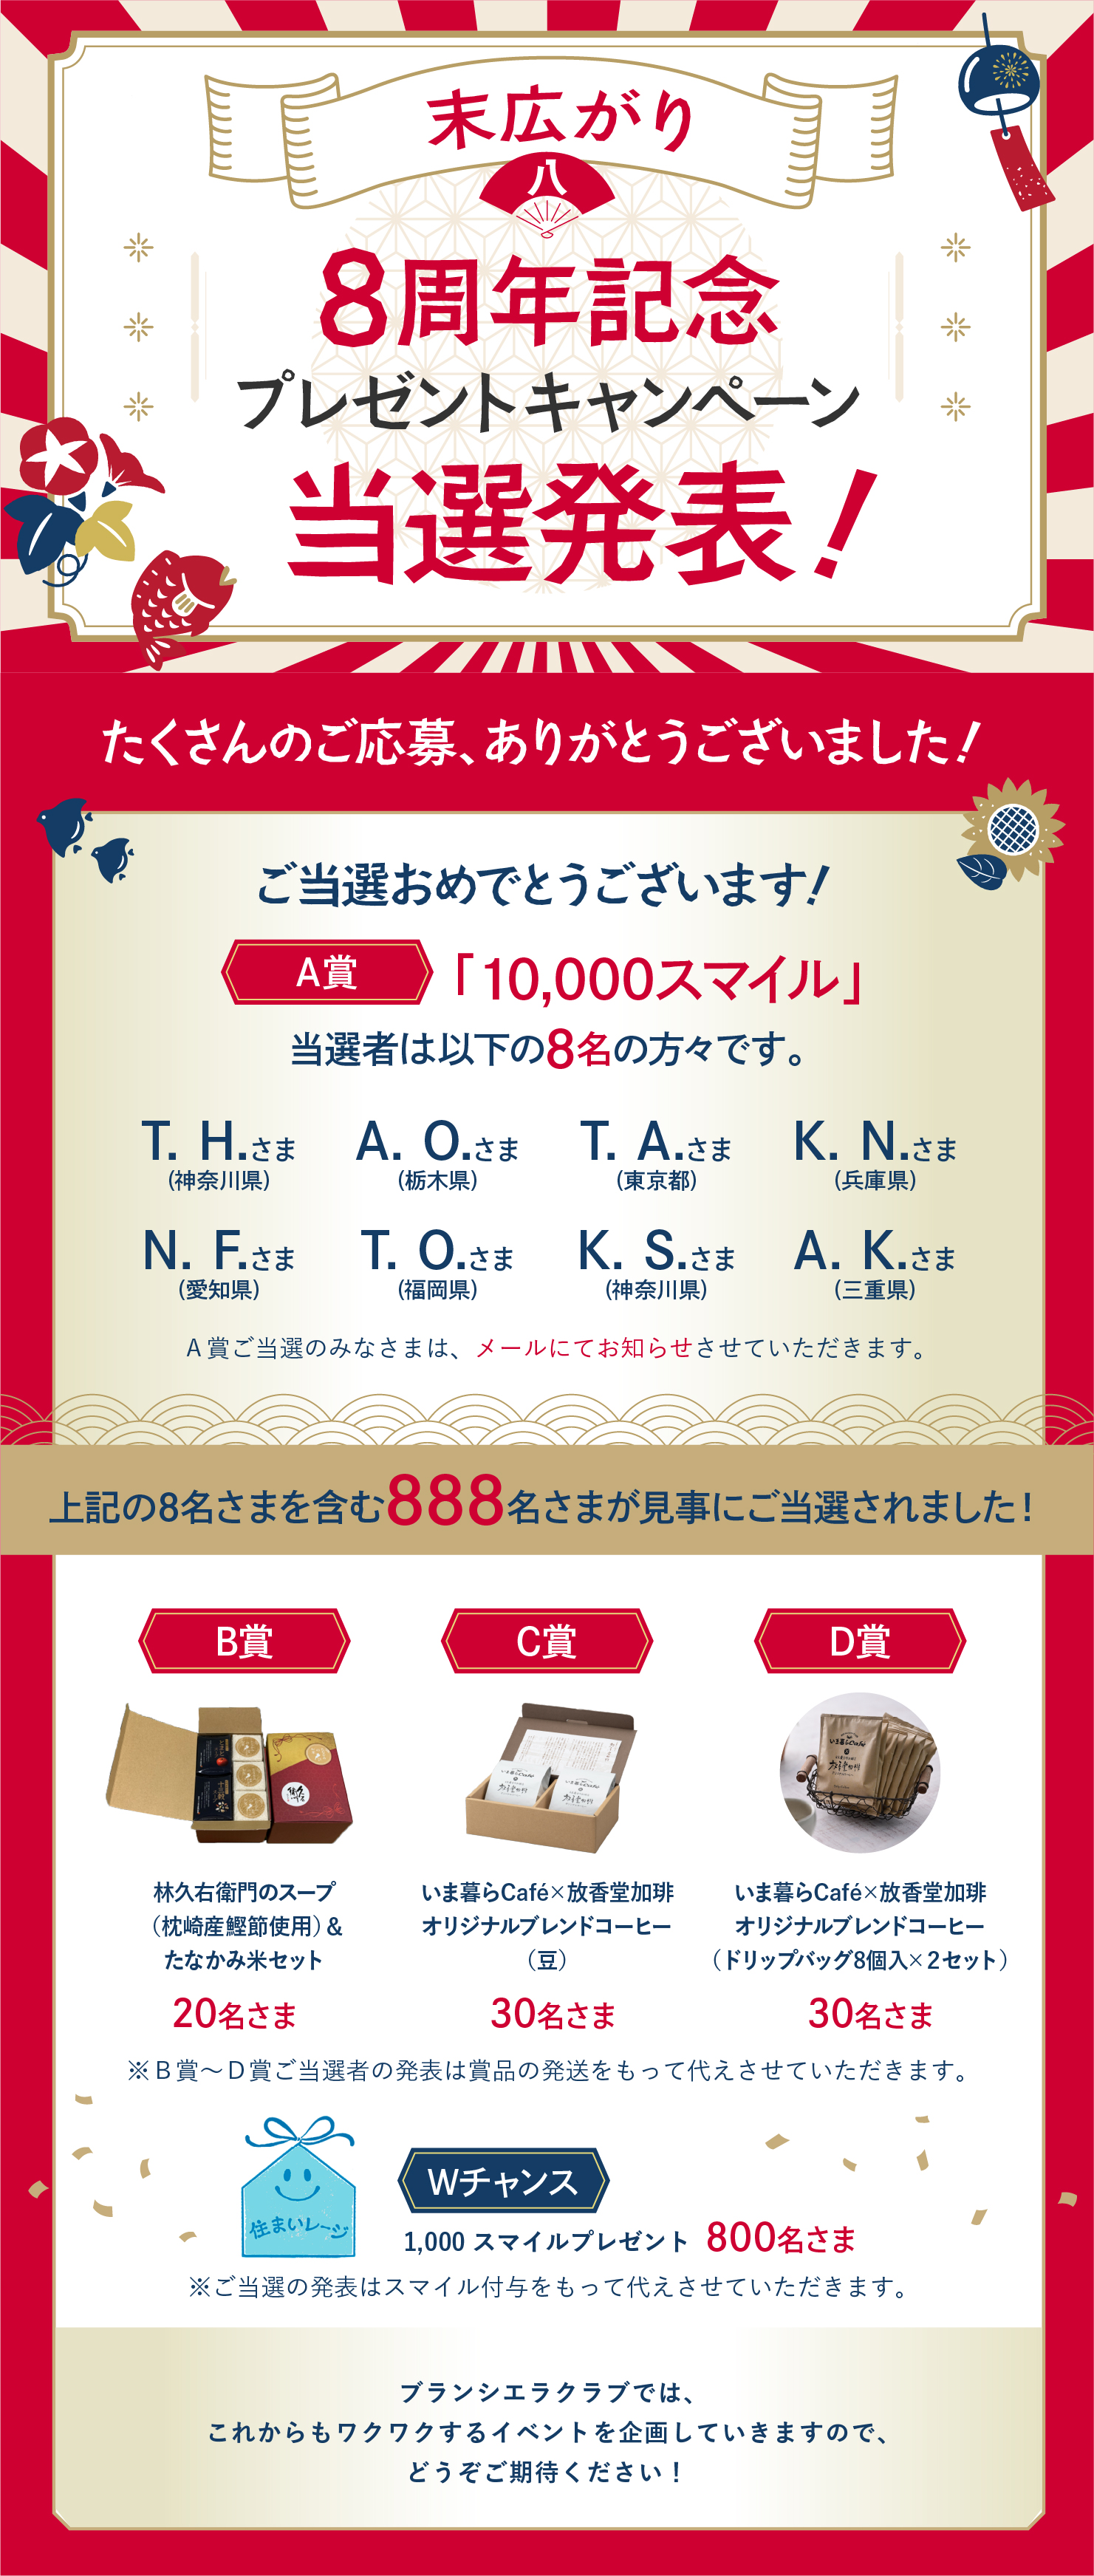 末広がり
八
8周年記念
プレゼントキャンペーン
当選発表！
たくさんのご応募、ありがとうございました！
ご当選おめでとうございます！
A賞 「10,000スマイル」
当選者は以下の8名の方々です。
T. H.さま A. O.さま T. A.さま K. N.さま
(神奈川県) (栃木県) (東京都) (兵庫県)
N. F.さま T. O.さま K. S.さま A. K.さま
(愛知県) (福岡県) (神奈川県) (三重県)
A賞ご当選のみなさまは、メールにてお知らせさせていただきます。
上記の8名さまを含む888名さまが見事にご当選されました！
B賞 C賞 D賞
いま暮らCafé
林久右衛門のスープ いま暮らCafé×放香堂加琲 いま暮らCafé×放香堂加琲
（枕崎産鰹節使用）＆ オリジナルブレンドコーヒー オリジナルブレンドコーヒー
たなかみ米セット （豆） （ドリップバッグ8個入×2セット）
20名さま 30名さま 30名さま
※B賞〜D賞ご当選者の発表は賞品の発送をもって代えさせていただきます。
住まいレージ
Wチャンス
1,000 スマイルプレゼント 800名さま
※ご当選の発表はスマイル付与をもって代えさせていただきます。
ブランシエラクラブでは、
これからもワクワクするイベントを企画していきますので、
どうぞご期待ください！